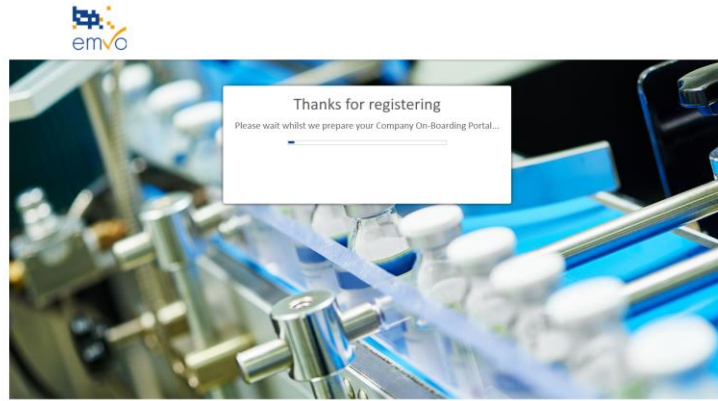 emvo
Thanks for registering
Please wait whilst we prepare your Company On-Boarding Portal...